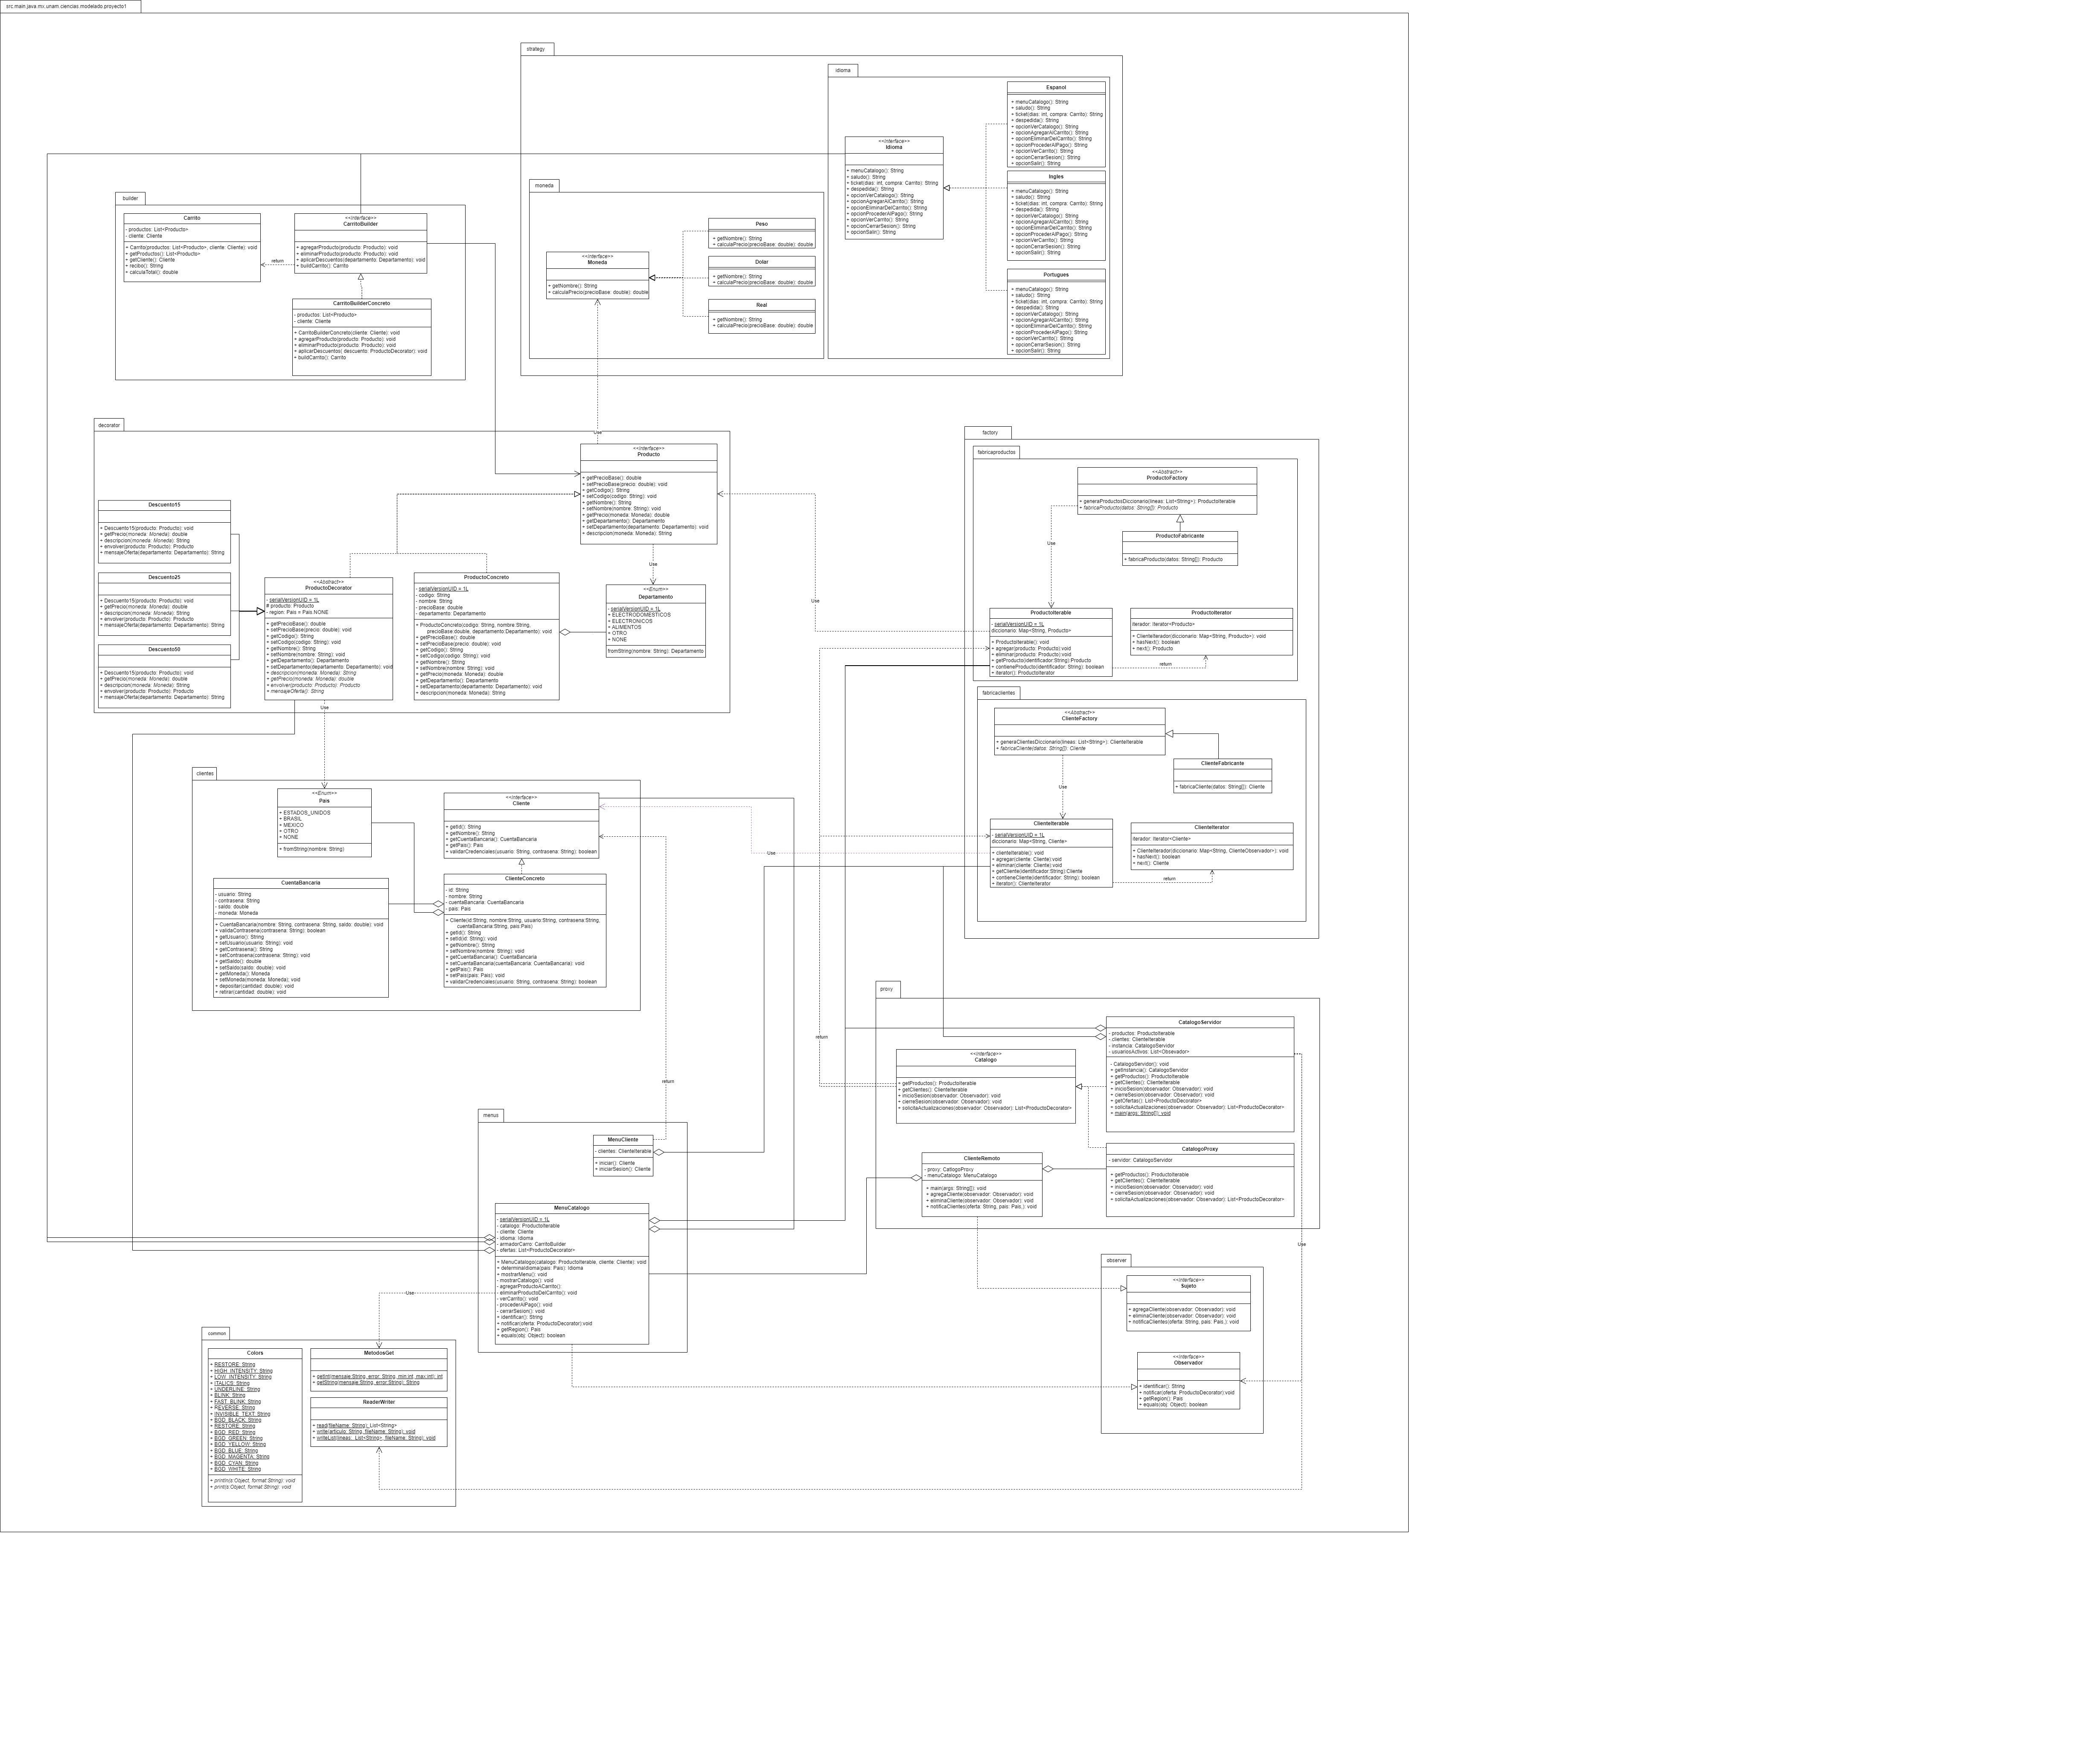 src.main.java.mx.unam.ciencias.modelado.proyecto1
strategy
idioma
Espanol
+ menuCatalogo(): String
+ saludo(): String
+ ticket(dias: int, compra: Carrito): String
+ despedida(): String
+ opcionVerCatalogo(): String
+ opcionAgregarAlCarrito(): String
+ opcionEliminarDelCarrito(): String
+ opcionProcederAlPago(): String
+ opcionVerCarrito(): String
+ opcionCerrarSesion(): String
+ opcionSalir(): String
<<Interface>>
Idioma
+ menuCatalogo(): String
+ saludo(): String
+ ticket(dias: int, compra: Carrito): String
+ despedida(): String
+ opcionVerCatalogo(): String
+ opcionAgregarAlCarrito(): String
+ opcionEliminarDelCarrito(): String
+ opcionProcederAlPago(): String
+ opcionVerCarrito(): String
+ opcionCerrarSesion(): String
+ opcionSalir(): String
Ingles
+ menuCatalogo(): String
+ saludo(): String
+ ticket(dias: int, compra: Carrito): String
+ despedida(): String
+ opcionVerCatalogo(): String
+ opcionAgregarAlCarrito(): String
+ opcionEliminarDelCarrito(): String
+ opcionProcederAlPago(): String
+ opcionVerCarrito(): String
+ opcionCerrarSesion(): String
+ opcionSalir(): String
Portugues
+ menuCatalogo(): String
+ saludo(): String
+ ticket(dias: int, compra: Carrito): String
+ despedida(): String
+ opcionVerCatalogo(): String
+ opcionAgregarAlCarrito(): String
+ opcionEliminarDelCarrito(): String
+ opcionProcederAlPago(): String
+ opcionVerCarrito(): String
+ opcionCerrarSesion(): String
+ opcionSalir(): String
moneda
Peso
+ getNombre(): String
+ calculaPrecio(precioBase: double): double
<<Interface>>
Moneda
+ getNombre(): String
+ calculaPrecio(precioBase: double): double
Dolar
+ getNombre(): String
+ calculaPrecio(precioBase: double): double
Real
+ getNombre(): String
+ calculaPrecio(precioBase: double): double
builder
Carrito
- productos: List<Producto>
- cliente: Cliente
+ Carrito(productos: List<Producto>, cliente: Cliente): void
+ getProductos(): List<Producto>
+ getCliente(): Cliente
+ recibo(): String
+ calculaTotal(): double
return
<<Interface>>
CarritoBuilder
+ agregarProducto(producto: Producto): void
+ eliminarProducto(producto: Producto): void
+ aplicarDescuentos(departamento: Departamento): void
+ buildCarrito(): Carrito
CarritoBuilderConcreto
- productos: List<Producto>
- cliente: Cliente
+ CarritoBuilderConcreto(cliente: Cliente): void
+ agregarProducto(producto: Producto): void
+ eliminarProducto(producto: Producto): void
+ aplicarDescuentos( descuento: ProductoDecorator): void
+ buildCarrito(): Carrito
decorator
Use
<<Interface>>
Producto
+ getPrecioBase(): double
+ setPrecioBase(precio: double): void
+ getCodigo(): String
+ setCodigo(codigo: String): void
+ getNombre(): String
+ setNombre(nombre: String): void
+ getPrecio(moneda: Moneda): double
+ getDepartamento(): Departamento
+ setDepartamento(departamento: Departamento): void
+ descripcion(moneda: Moneda): String
Use
Descuento15
+ Descuento15(producto: Producto): void
+ getPrecio(moneda: Moneda): double
+ descripcion(moneda: Moneda): String
+ envolver(producto: Producto): Producto
+ mensajeOferta(departamento: Departamento): String
Descuento25
+ Descuento15(producto: Producto): void
+ getPrecio(moneda: Moneda): double
+ descripcion(moneda: Moneda): String
+ envolver(producto: Producto): Producto
+ mensajeOferta(departamento: Departamento): String
Descuento50
+ Descuento15(producto: Producto): void
+ getPrecio(moneda: Moneda): double
+ descripcion(moneda: Moneda): String
+ envolver(producto: Producto): Producto
+ mensajeOferta(departamento: Departamento): String
<<Abstract>>
ProductoDecorator
- serialVersionUID = 1L
# producto: Producto
- region: Pais = Pais.NONE
+ getPrecioBase(): double
+ setPrecioBase(precio: double): void
+ getCodigo(): String
+ setCodigo(codigo: String): void
+ getNombre(): String
+ setNombre(nombre: String): void
+ getDepartamento(): Departamento
+ setDepartamento(departamento: Departamento): void
+ descripcion(moneda: Moneda): String
+ getPrecio(moneda: Moneda): double
+ envolver(producto: Producto): Producto
+ mensajeOferta(): String
Use
ProductoConcreto
- serialVersionUID = 1L
- codigo: String
- nombre: String
- precioBase: double
- departamento: Departamento
+ ProductoConcreto(codigo: String, nombre:String,
precioBase:double, departamento:Departamento): void
+ getPrecioBase(): double
+ setPrecioBase(precio: double): void
+ getCodigo(): String
+ setCodigo(codigo: String): void
+ getNombre(): String
+ setNombre(nombre: String): void
+ getPrecio(moneda: Moneda): double
+ getDepartamento(): Departamento
+ setDepartamento(departamento: Departamento): void
+ descripcion(moneda: Moneda): String
<<Enum>>
Departamento
- serialVersionUID = 1L
+ ELECTRODOMESTICOS
+ ELECTRONICOS
+ ALIMENTOS
+ OTRO
+ NONE
fromString(nombre: String): Departamento
factory
fabricaproductos
<<Abstract>>
ProductoFactory
+ generaProductosDiccionario(lineas: List<String>): ProductoIterable
+ fabricaProducto(datos: String[]): Producto
Use
ProductoFabricante
+ fabricaProducto(datos: String[]): Producto
Use
ProductoIterable
- serialVersionUID = 1L
diccionario: Map<String, Producto>
+ ProductoIterable(): void
+ agregar(producto: Producto):void
+ eliminar(producto: Producto):void
+ getProducto(identificador:String):Producto
+ contieneProducto(identificador: String): boolean
+ iterator(): ProductoIterator
return
ProductoIterator
iterador: Iterator<Producto>
+ ClienteIterador(diccionario: Map<String, Producto>): void
+ hasNext(): boolean
+ next(): Producto
fabricaclientes
<<Abstract>>
ClienteFactory
+ generaClientesDiccionario(lineas: List<String>): ClienteIterable
+ fabricaCliente(datos: String[]): Cliente
ClienteFabricante
+ fabricaCliente(datos: String[]): Cliente
Use
ClienteIterable
- serialVersionUID = 1L
diccionario: Map<String, Cliente>
+ clienteIterable(): void
+ agregar(cliente: Cliente):void
+ eliminar(cliente: Cliente):void
+ getCliente(identificador:String):Cliente
+ contieneCliente(identificador: String): boolean
+ iterator(): ClienteIterator
return
ClienteIterator
iterador: Iterator<Cliente>
+ ClienteIterador(diccionario: Map<String, ClienteObservador>): void
+ hasNext(): boolean
+ next(): Cliente
clientes
<<Enum>>
Pais
+ ESTADOS_UNIDOS
+ BRASIL
+ MEXICO
+ OTRO
+ NONE
+ fromString(nombre: String)
<<Interface>>
Cliente
+ getId(): String
+ getNombre(): String
+ getCuentaBancaria(): CuentaBancaria
+ getPais(): Pais
+ validarCredenciales(usuario: String, contrasena: String): boolean
Use
CuentaBancaria
- usuario: String
- contrasena: String
- saldo: double
- moneda: Moneda
+ CuentaBancaria(nombre: String, contrasena: String, saldo: double): void
+ validaContrasena(contrasena: String): boolean
+ getUsuario(): String
+ setUsuario(usuario: String): void
+ getContrasena(): String
+ setContrasena(contrasena: String): void
+ getSaldo(): double
+ setSaldo(saldo: double): void
+ getMoneda(): Moneda
+ setMoneda(moneda: Moneda): void
+ depositar(cantidad: double): void
+ retirar(cantidad: double): void
ClienteConcreto
- id: String
- nombre: String
- cuentaBancaria: CuentaBancaria
- pais: Pais
+ Cliente(id:String, nombre:String, usuario:String, contrasena:String,
cuentaBancaria:String, pais:Pais)
+ getId(): String
+ setId(id: String): void
+ getNombre(): String
+ setNombre(nombre: String): void
+ getCuentaBancaria(): CuentaBancaria
+ setCuentaBancaria(cuentaBancaria: CuentaBancaria): void
+ getPais(): Pais
+ setPais(pais: Pais): void
+ validarCredenciales(usuario: String, contrasena: String): boolean
return
return
proxy
CatalogoServidor
- productos: ProductoIterable
- clientes: ClienteIterable
- instancia: CatalogoServidor
- usuariosActivos: List<Obsevador>
- CatalogoServidor(): void
+ getInstancia(): CatalogoServidor
+ getProductos(): ProductoIterable
+ getClientes(): ClienteIterable
+ inicioSesion(observador: Observador): void
+ cierreSesion(observador: Observador): void
+ getOfertas(): List<ProductoDecorator>
+ solicitaActualizaciones(observador: Observador): List<ProductoDecorator>
+ main(args: String[]): void
<<Interface>>
Catalogo
+ getProductos(): ProductoIterable
+ getClientes(): ClienteIterable
+ inicioSesion(observador: Observador): void
+ cierreSesion(observador: Observador): void
+ solicitaActualizaciones(observador: Observador): List<ProductoDecorator>
CatalogoProxy
- servidor: CatalogoServidor
+ getProductos(): ProductoIterable
+ getClientes(): ClienteIterable
+ inicioSesion(observador: Observador): void
+ cierreSesion(observador: Observador): void
+ solicitaActualizaciones(observador: Observador): List<ProductoDecorator>
ClienteRemoto
- proxy: CatlogoProxy
- menuCatalogo: MenuCatalogo
+ main(args: String[]): void
+ agregaCliente(observador: Observador): void
+ eliminaCliente(observador: Observador): void
+ notificaClientes(oferta: String, pais: Pais,): void
Use
menus
MenuCliente
- clientes: ClienteIterable
+ iniciar(): Cliente
+ iniciarSesion(): Cliente
MenuCatalogo
- serialVersionUID = 1L
- catalogo: ProductoIterable
- cliente: Cliente
- idioma: Idioma
- armadorCarro: CarritoBuilder
- ofertas: List<ProductoDecorator>
+ MenuCatalogo(catalogo: ProductoIterable, cliente: Cliente): void
+ determineIdioma(pais: Pais): Idioma
+ mostrarMenu(): void
- mostrarCatalogo(): void
- agregarProductoACarrito():
- eliminarProductoDelCarrito(): void
- verCarrito(): void
- procederAlPago(): void
- cerrarSesion(): void
+ identificar(): String
+ notificar(oferta: ProductoDecorator):void
+ getRegion(): Pais
+ equals(obj: Object): boolean
Use
observer
<<Interface>>
Sujeto
+ agregaCliente(observador: Observador): void
+ eliminaCliente(observador: Observador): void
+ notificaClientes(oferta: String, pais: Pais,): void
<<Interface>>
Observador
+ identificar(): String
+ notificar(oferta: ProductoDecorator):void
+ getRegion(): Pais
+ equals(obj: Object): boolean
common
Colors
+ RESTORE: String
+ HIGH_INTENSITY: String
+ LOW_INTENSITY: String
+ ITALICS: String
+ UNDERLINE: String
+ BLINK: String
+ FAST_BLINK: String
+ REVERSE: String
+ INVISIBLE_TEXT: String
+ BGD_BLACK: String
+ RESTORE: String
+ BGD_RED: String
+ BGD_GREEN: String
+ BGD_YELLOW: String
+ BGD_BLUE: String
+ BGD_MAGENTA: String
+ BGD_CYAN: String
+ BGD_WHITE: String
+ println(s:Object, format:String): void
+ print(s:Object, format:String): void
MetodosGet
+ getInt(mensaje:String, error: String, min:int, max:int): int
+ getString(mensaje:String, error:String): String
ReaderWriter
+ read(fileName: String): List<String>
+ write(articulo: String, fileName: String): void
+ writeList(lineas: List<String>, fileName: String): void